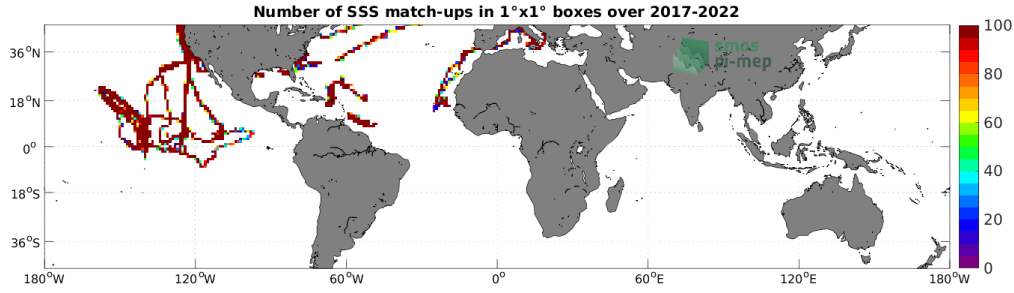 Number of SSS match-ups in 1°x1° boxes over 2017-2022
36°N
18°N
0°
18°S
36°S
180°W
120°W
60°W
0°
60°E
120°E
180°W
100
80
60
40
20
0
smos
pi-mep